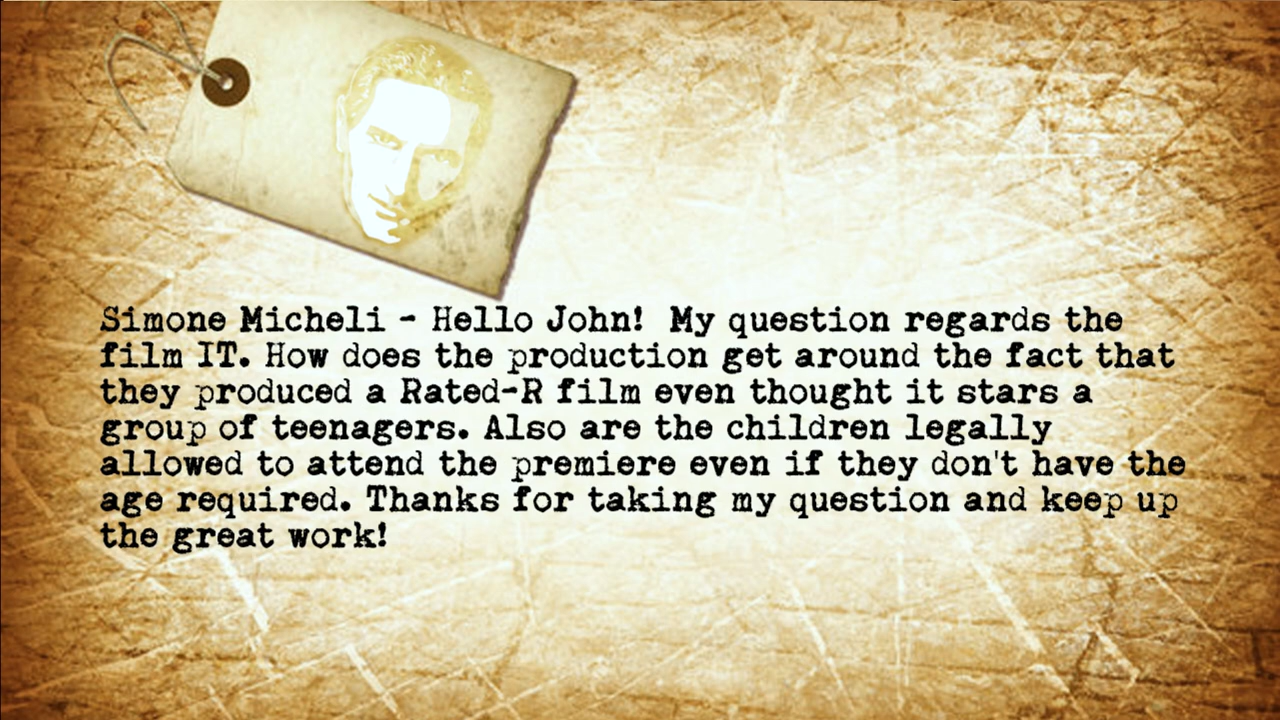 Simone Micheli - Hello John!  My question regards the
film IT. How does the production get around the fact that
they produced a Rated-R film even thought it stars a
group of teenagers. Also are the children legally
allowed to attend the premiere even if they don't have the
age required. Thanks for taking my question and keep up
the great work!